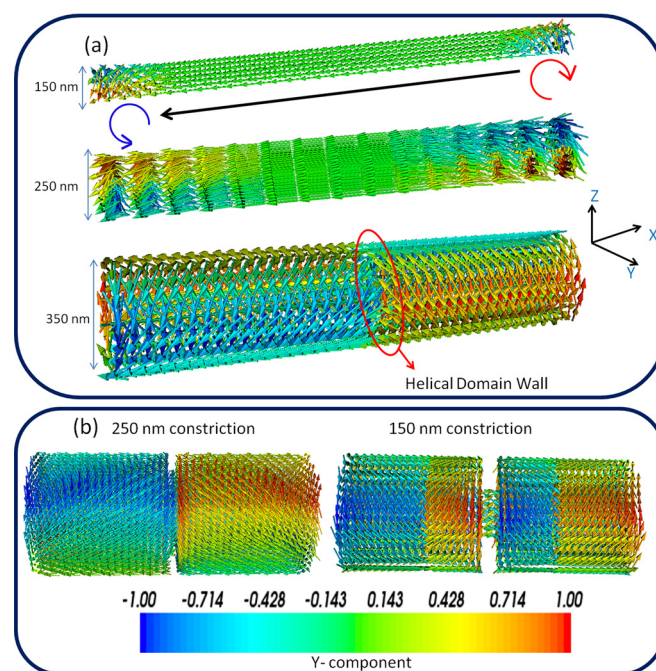 (a)
150 nm
250 nm
Z
X
Y
350 nm
Helical Domain Wall
(b)
250 nm constriction
150 nm constriction
-1.00 -0.714 -0.428 -0.143 0.143 0.428 0.714 1.00
Y- component